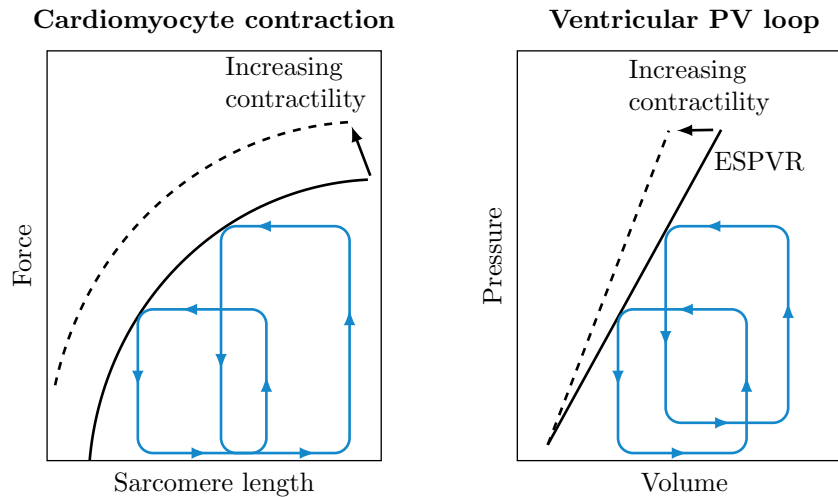 Cardiomyocyte contraction
Increasing
contractility
Force
Sarcomere length
Ventricular PV loop
Increasing
contractility
ESPVR
Pressure
Volume